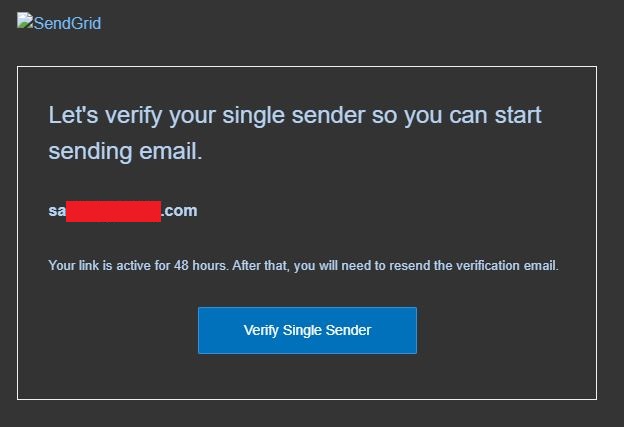 SendGrid
Let's verify your single sender so you can start
sending email.
sa .com
Your link is active for 48 hours. After that, you will need to resend the verification email.
Verify Single Sender